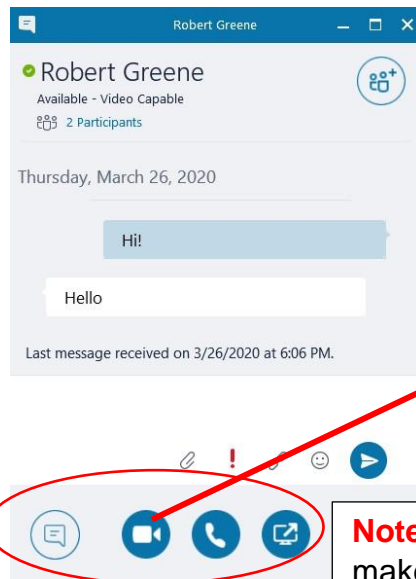 Robert Greene
Robert Greene
Available - Video Capable
2 Participants
Thursday, March 26, 2020
Hi!
Hello
Last message received on 3/26/2020 at 6:06 PM.
Note
make